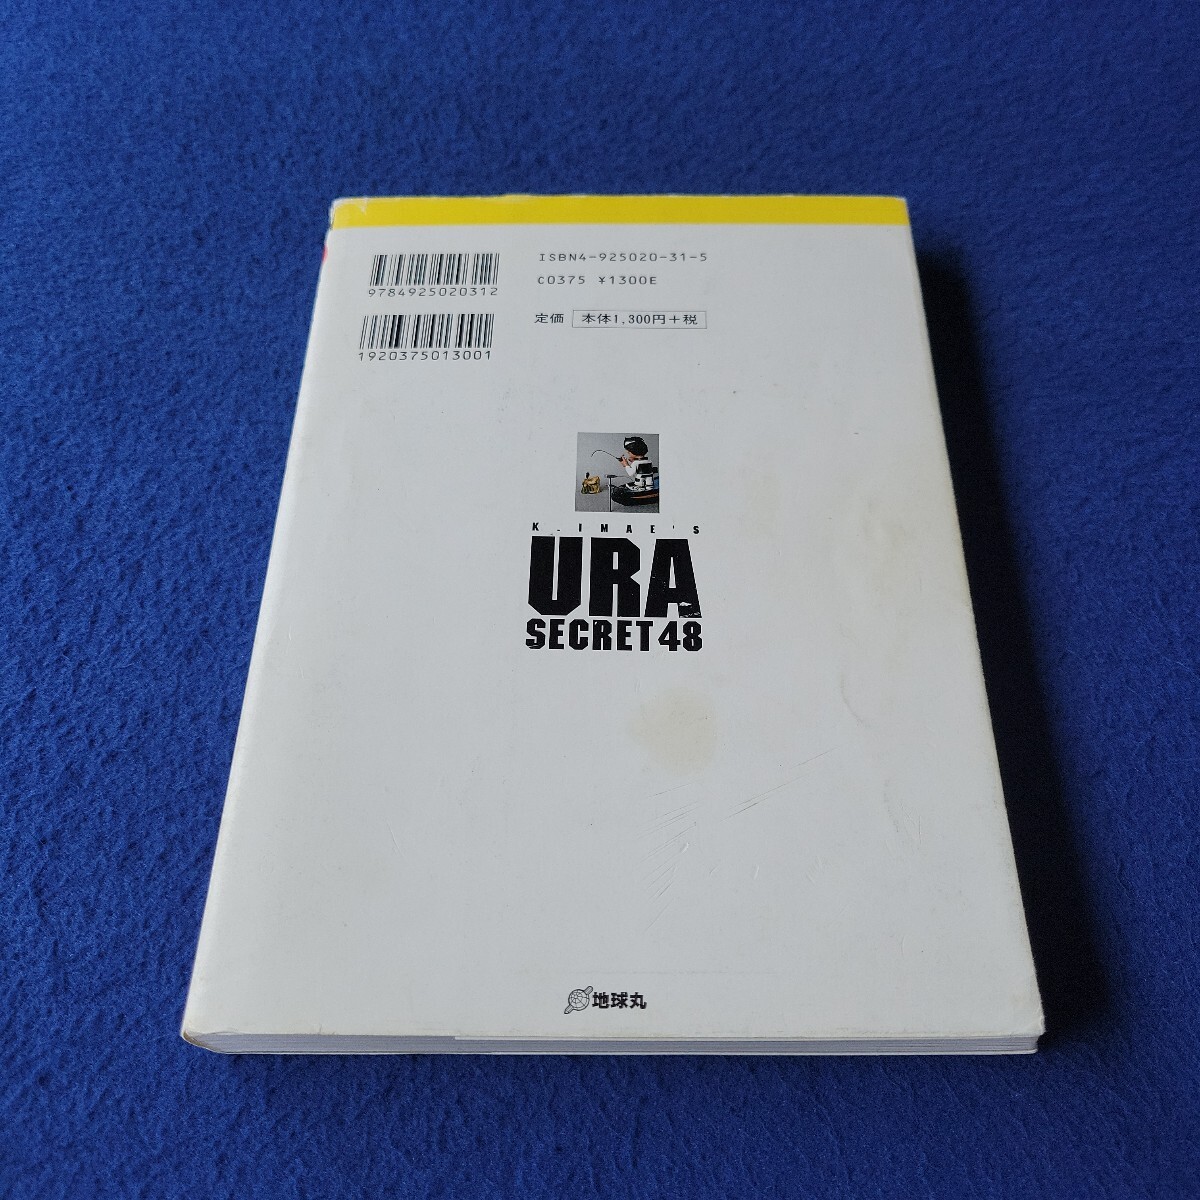 ISBN4-925020-31-5
C0375 ¥1300E
9784925020312
定価 本体1,300円+税
1920375013001
K.IMAE'S
URA
SECRET48
地球丸